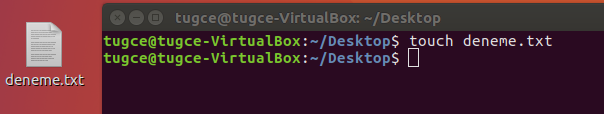 tugce@tugce-VirtualBox: ~/Desktop
tugce@tugce-VirtualBox:~/Desktop$ touch deneme.txt
tugce@tugce-VirtualBox:~/Desktop$
deneme.txt